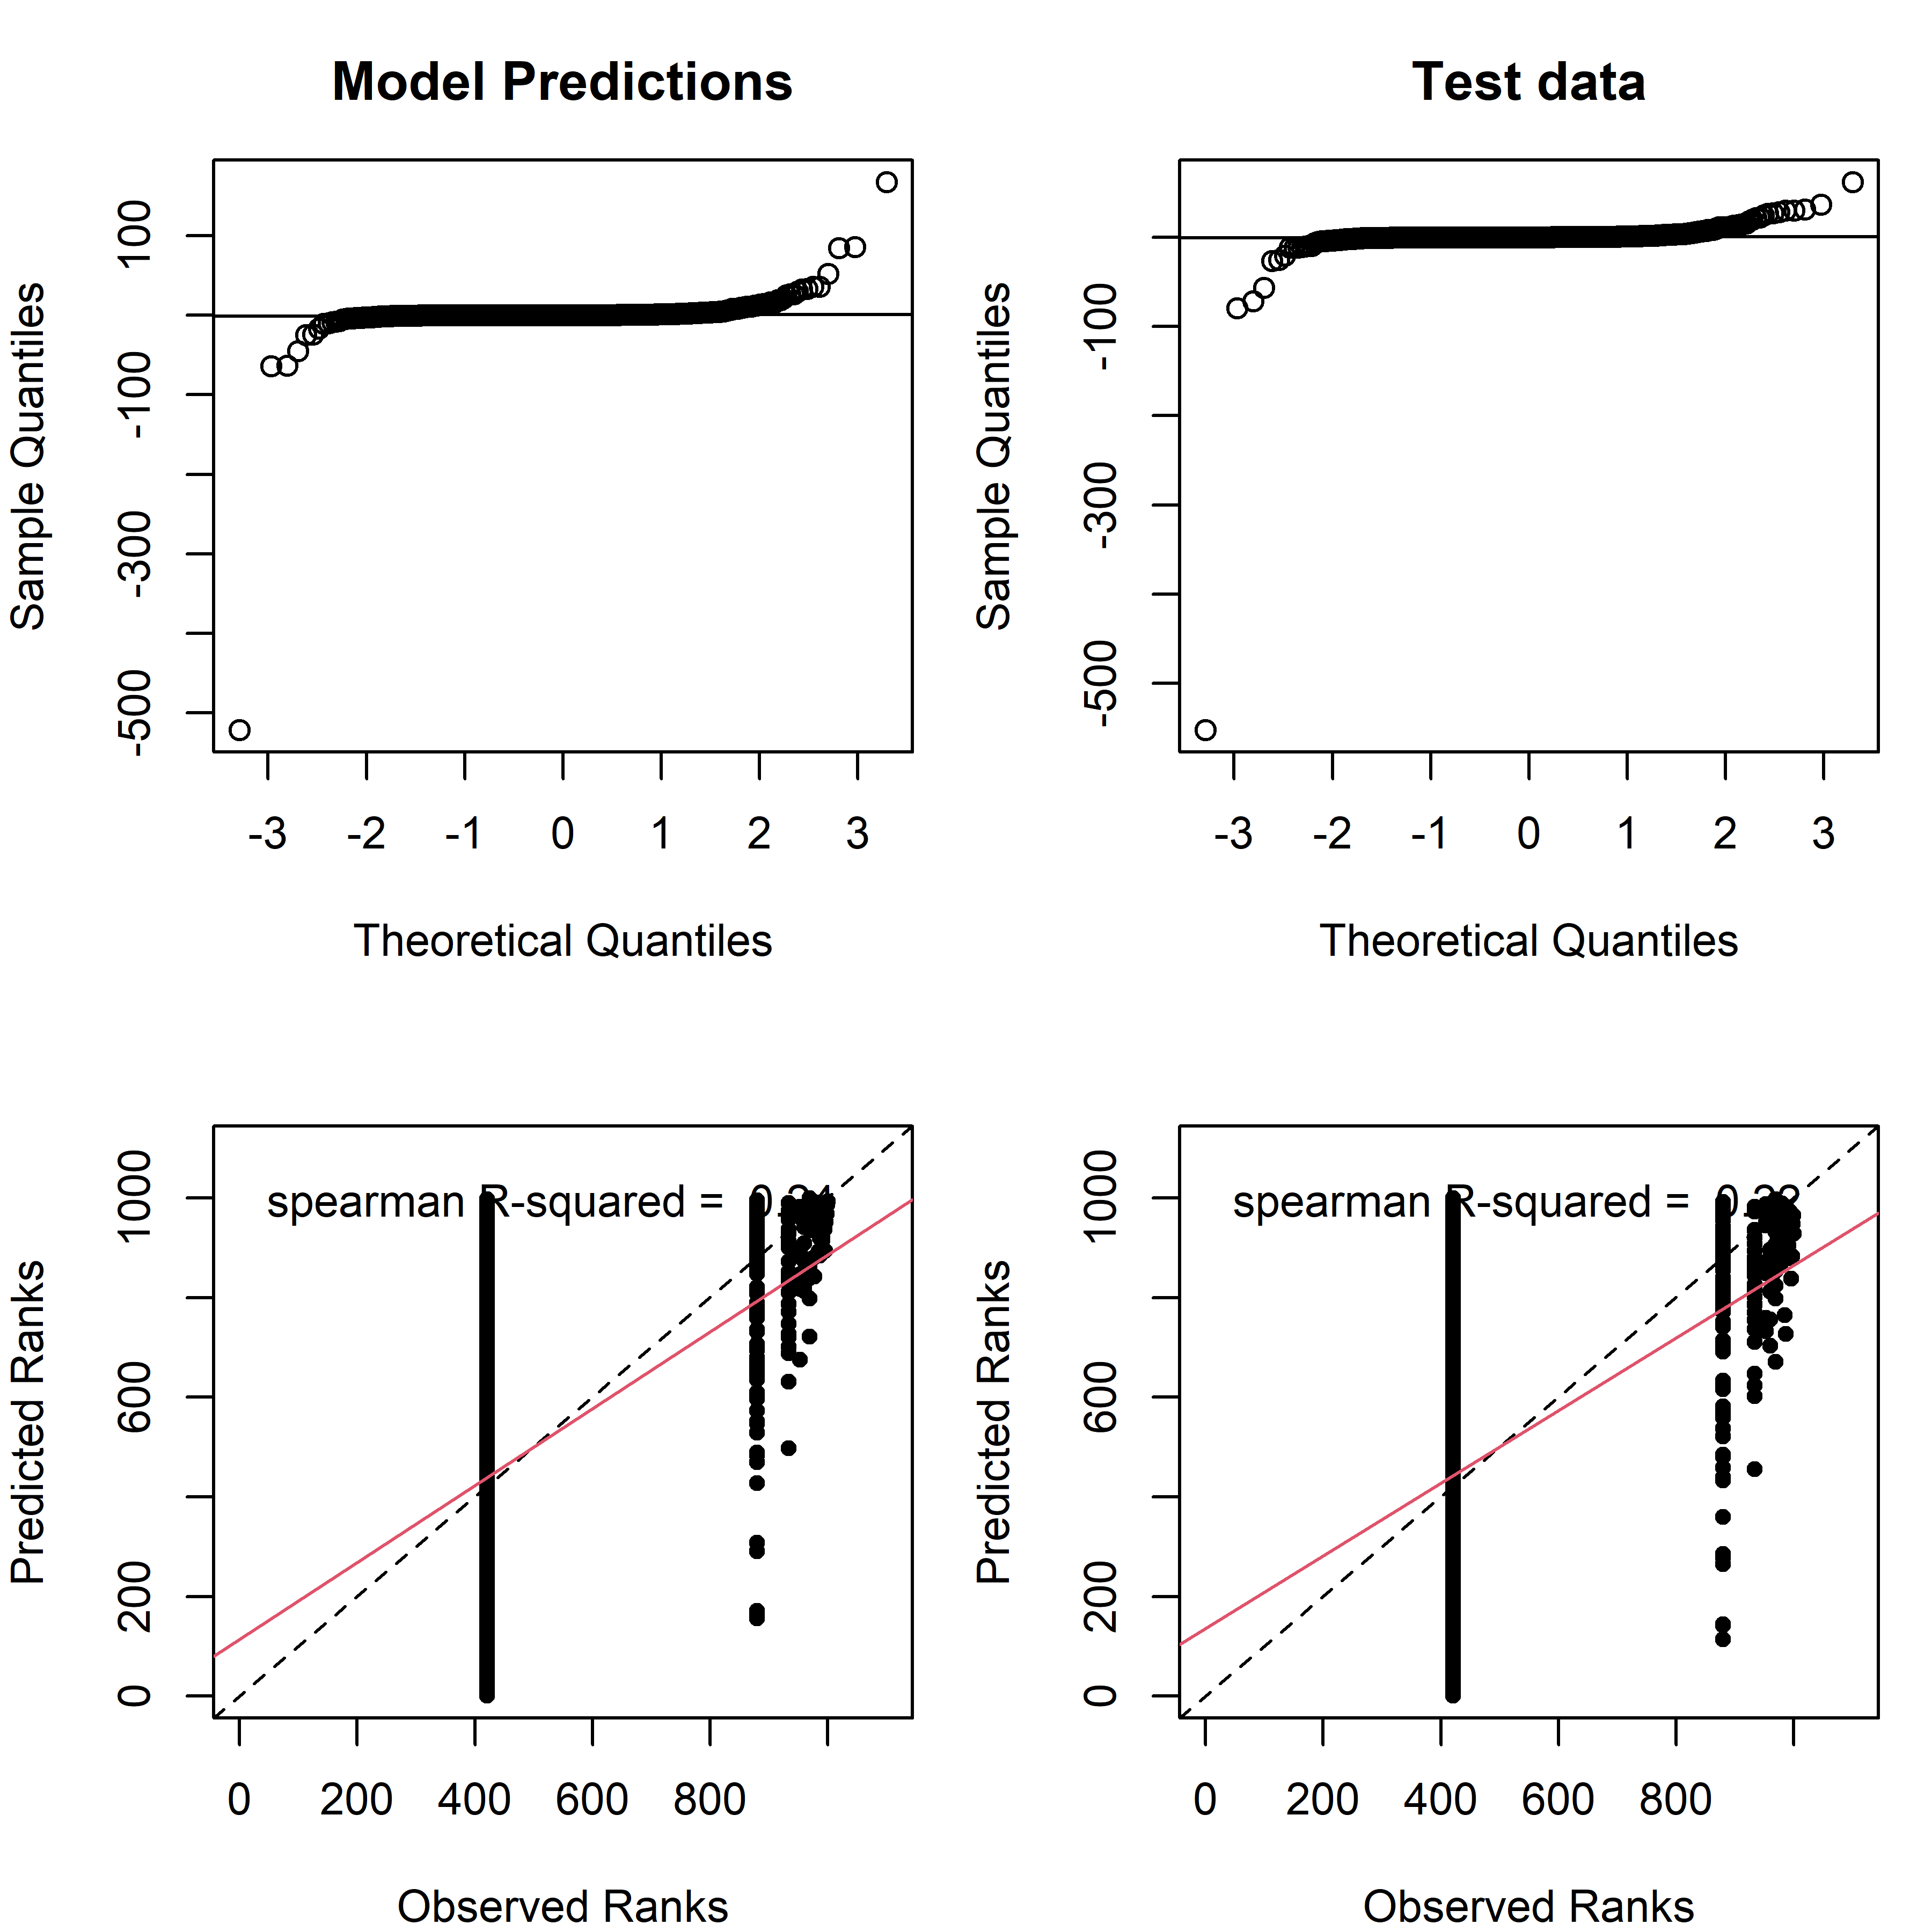 Model Predictions
Sample Quantiles
100
-100
-300
-500
-3 -2 -1 0 1 2 3
Theoretical Quantiles
Test data
Sample Quantiles
-100
-300
-500
-3 -2 -1 0 1 2 3
Theoretical Quantiles
spearman R-squared =
Predicted Ranks
1000
600
200
0
0 200 400 600 800
Observed Ranks
spearman R-squared =
Predicted Ranks
1000
600
200
0
0 200 400 600 800
Observed Ranks